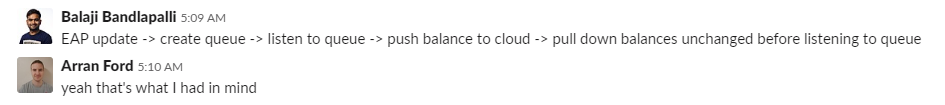 Balaji Bandlapalli 5:09 AM
EAP update -> create queue -> listen to queue -> push balance to cloud -> pull down balances unchanged before listening to queue
Arran Ford 5:10 AM
yeah that's what I had in mind